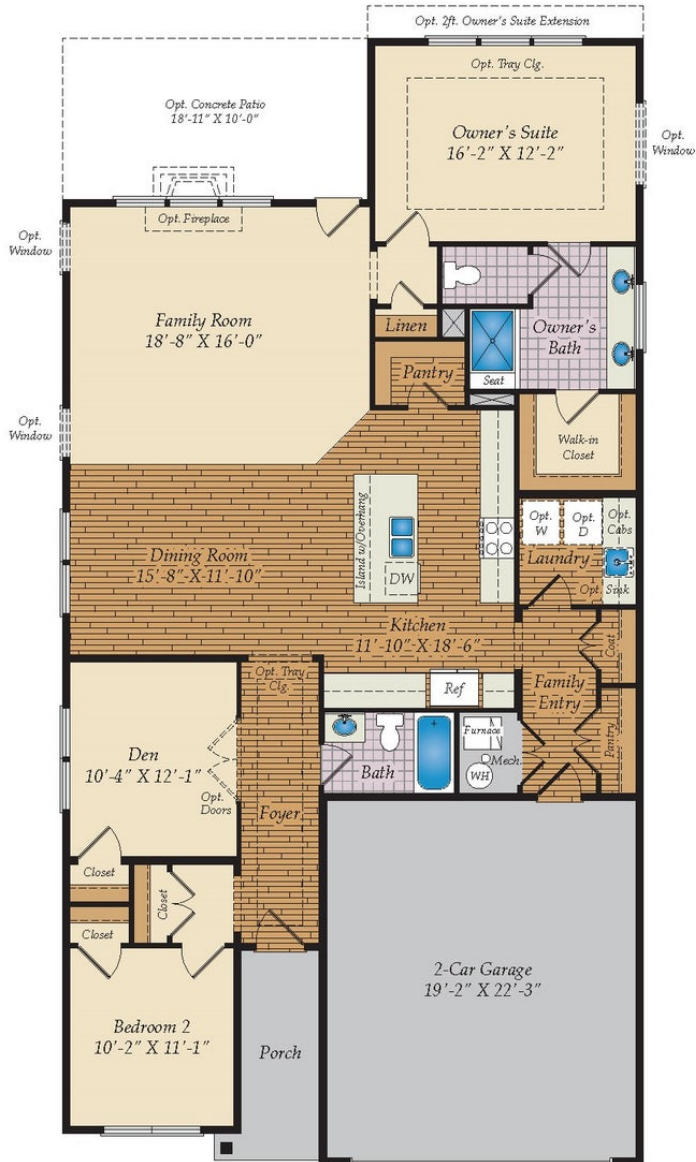 Opt. 2ft. Owner's Suite Extension
Opt. Tray Clg.
Opt. Concrete Patio
18'-11" X 10'-0"
Owner's Suite
16'-2" X 12'-2"
Opt.
Window
Opt. Fireplace
Opt.
Window
Family Room
18'-8" X 16'-0"
Linen
Owner's
Bath
Pantry
Seat
Opt.
Window
Walk-in
Closet
Island w/Overhang
Opt.
W
Opt.
D
Opt.
Cabs
Dining Room
15'-8" X 11'-10"
DW
Laundry
Opt. Sink
Kitchen
11'-10" X 18'-6"
Coat
Opt. Tray
Clg.
Ref
Family
Entry
Pantry
Den
10'-4" X 12'-1"
Opt.
Doors
Bath
Furnace
Mech.
WH
Foyer
Closet
Closet
Closet
2-Car Garage
19'-2" X 22'-3"
Bedroom 2
10'-2" X 11'-1"
Porch